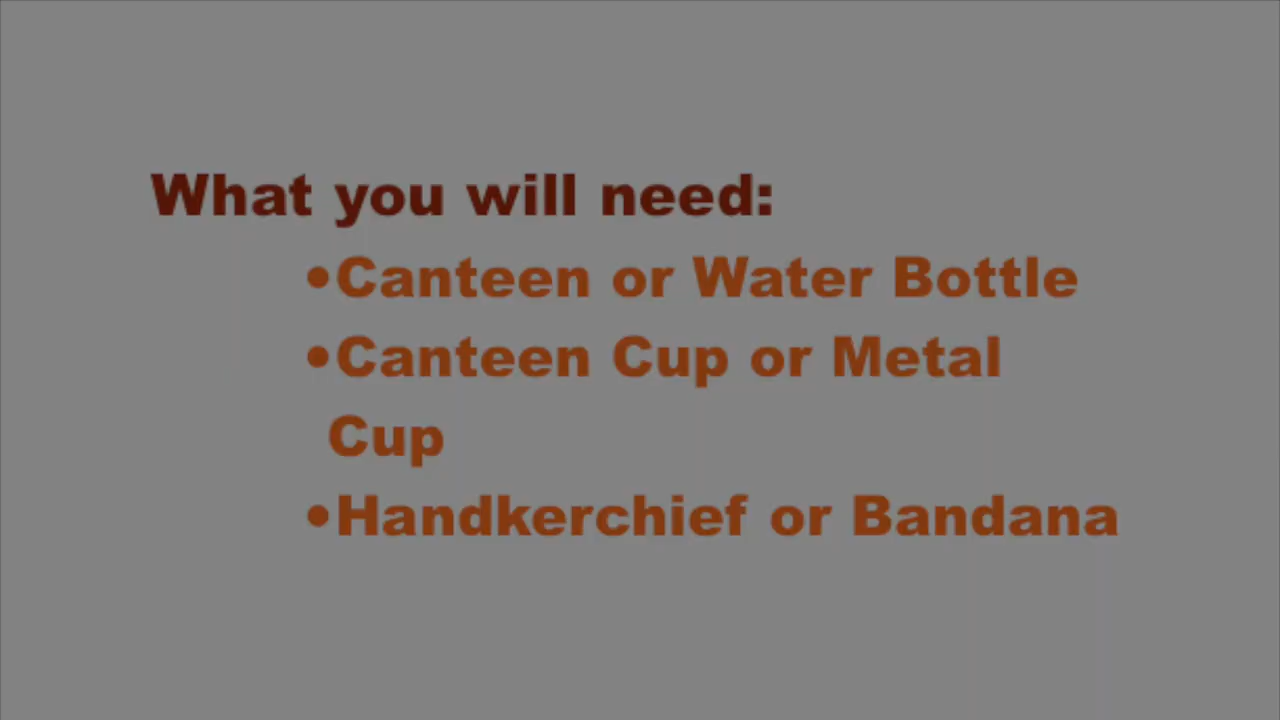 What you will need:
•Canteen or Water Bottle
•Canteen Cup or Metal
Cup
•Handkerchief or Bandana